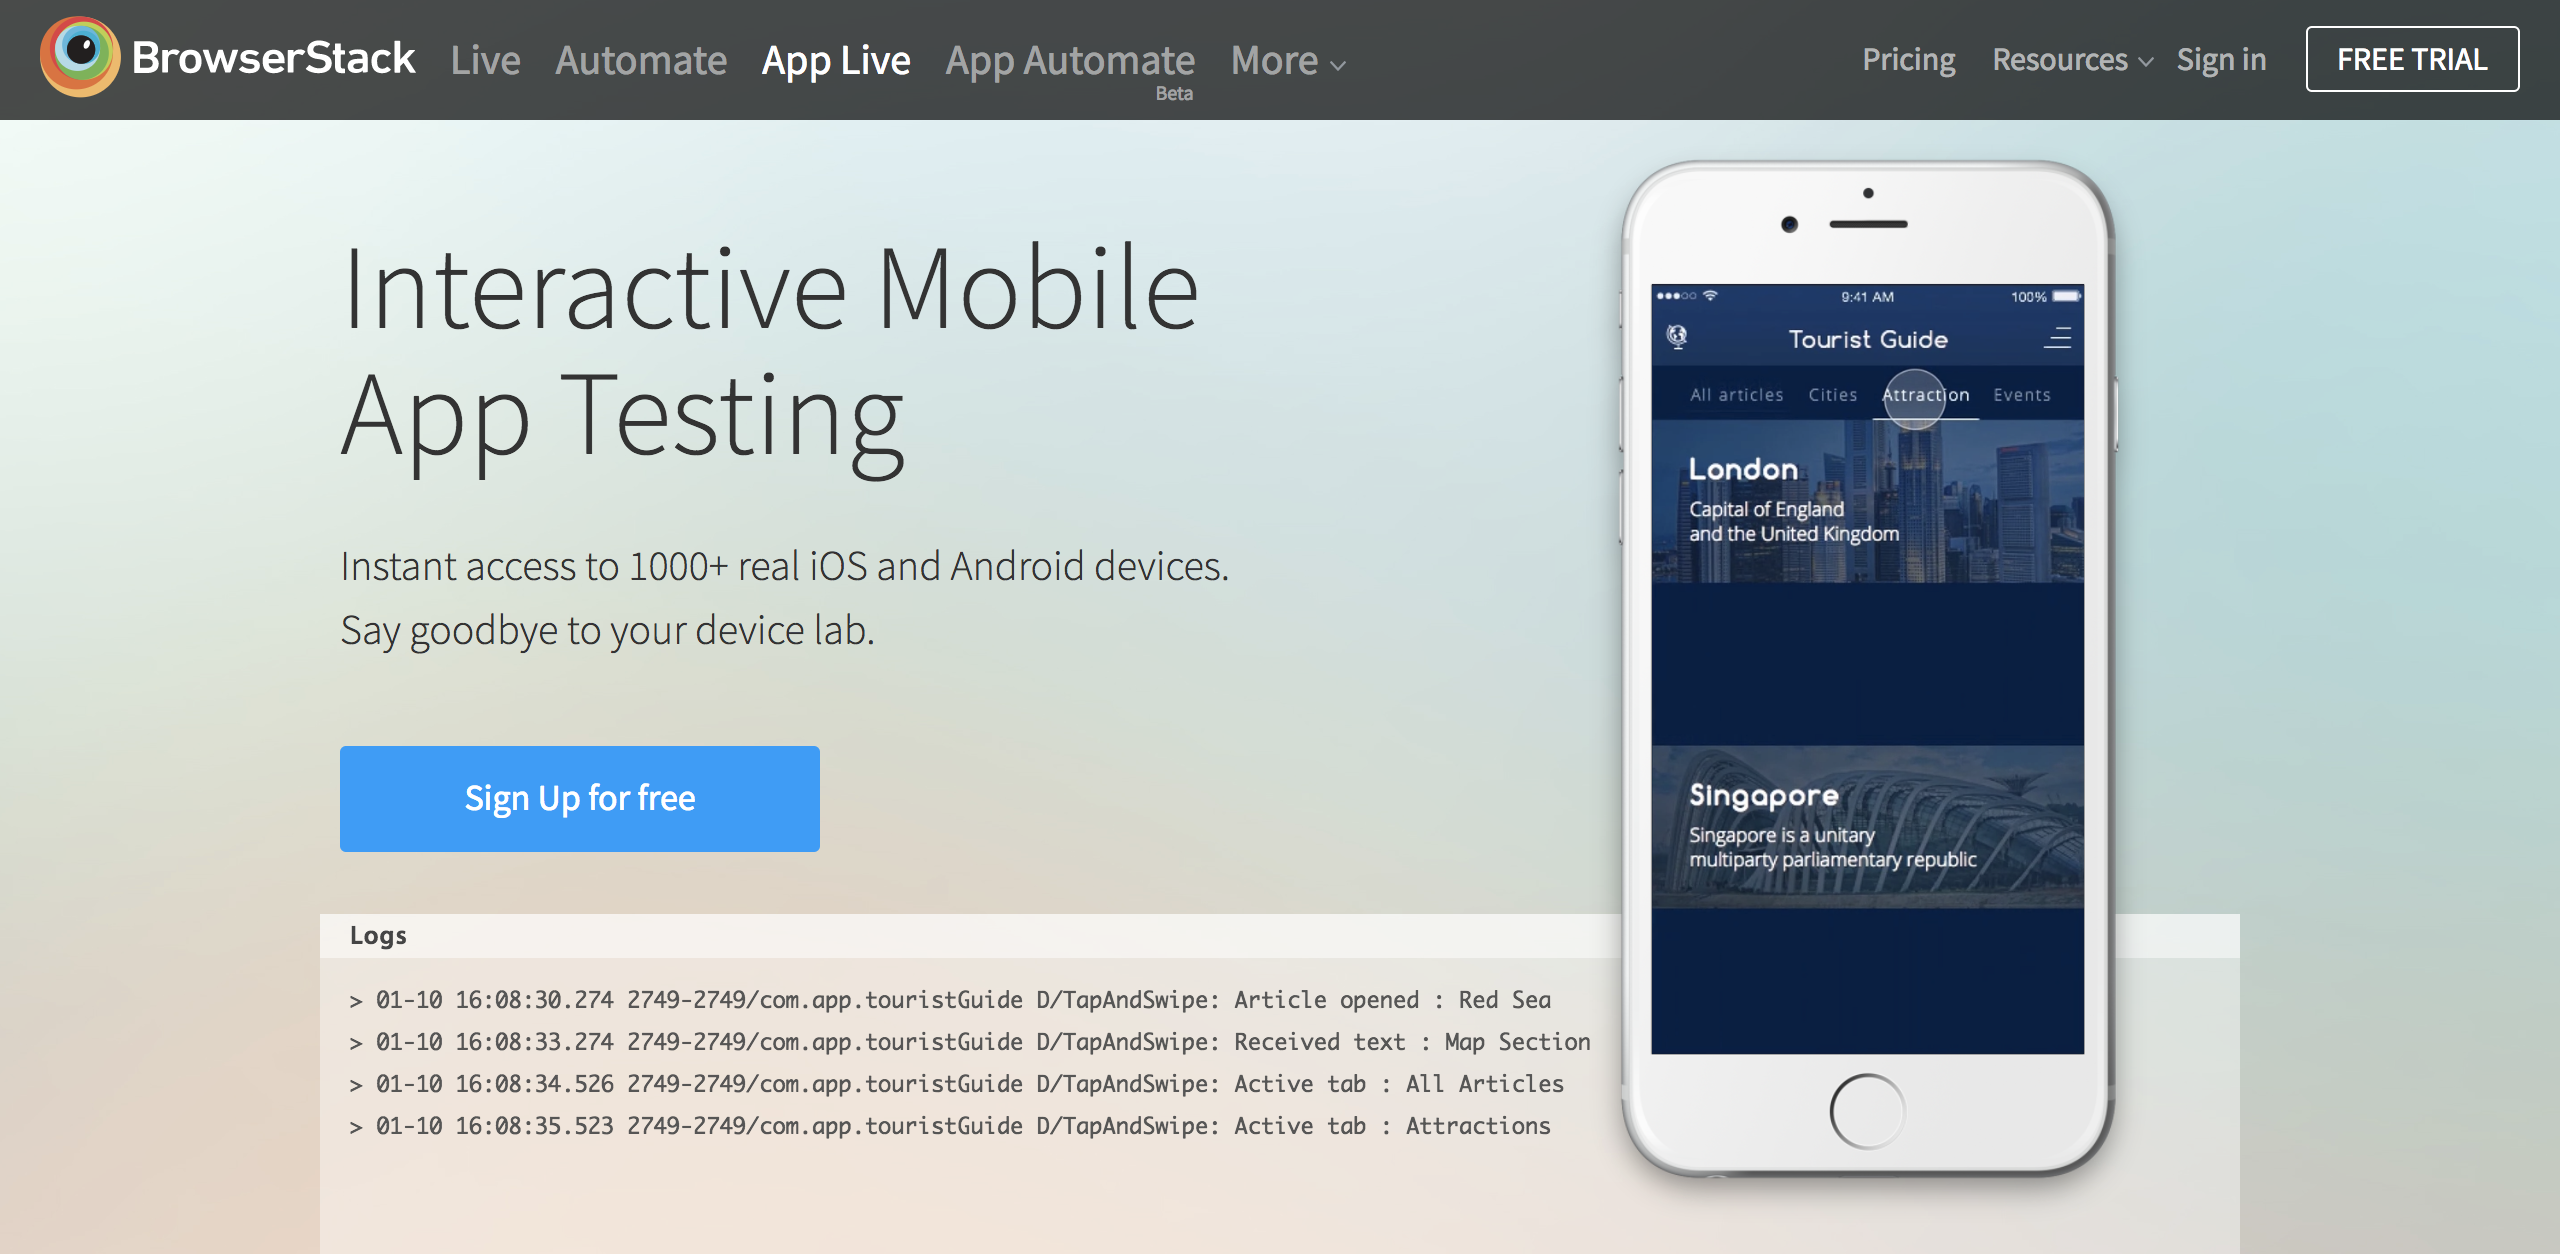 BrowserStack Live Automate App Live App Automate More Pricing Resources Sign in FREE TRIAL
Beta
Interactive Mobile
App Testing
Instant access to 1000+ real iOS and Android devices.
Say goodbye to your device lab.
Sign Up for free
Logs
> 01-10 16:08:30.274 2749-2749/com.app.touristGuide D/TapAndSwipe: Article opened : Red Sea
> 01-10 16:08:33.274 2749-2749/com.app.touristGuide D/TapAndSwipe: Received text : Map Section
> 01-10 16:08:34.526 2749-2749/com.app.touristGuide D/TapAndSwipe: Active tab : All Articles
> 01-10 16:08:35.523 2749-2749/com.app.touristGuide D/TapAndSwipe: Active tab : Attractions
9:41 AM 100%
Tourist Guide
All articles Cities Attraction Events
London
Capital of England
and the United Kingdom
Singapore
Singapore is a unitary
multiparty parliamentary republic